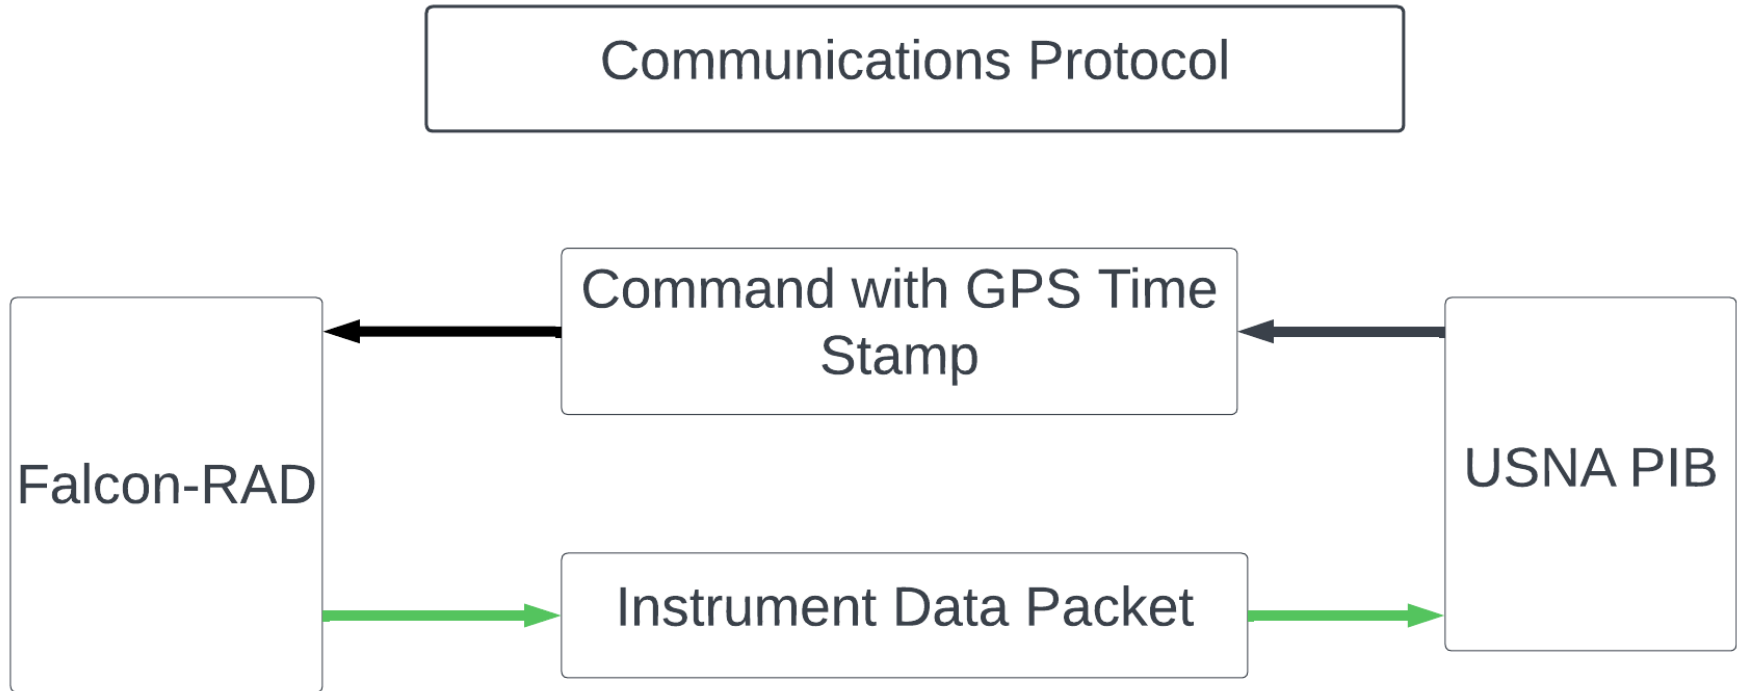 Communications Protocol
Command with GPS Time
Stamp
Falcon-RAD
USNA PIB
Instrument Data Packet